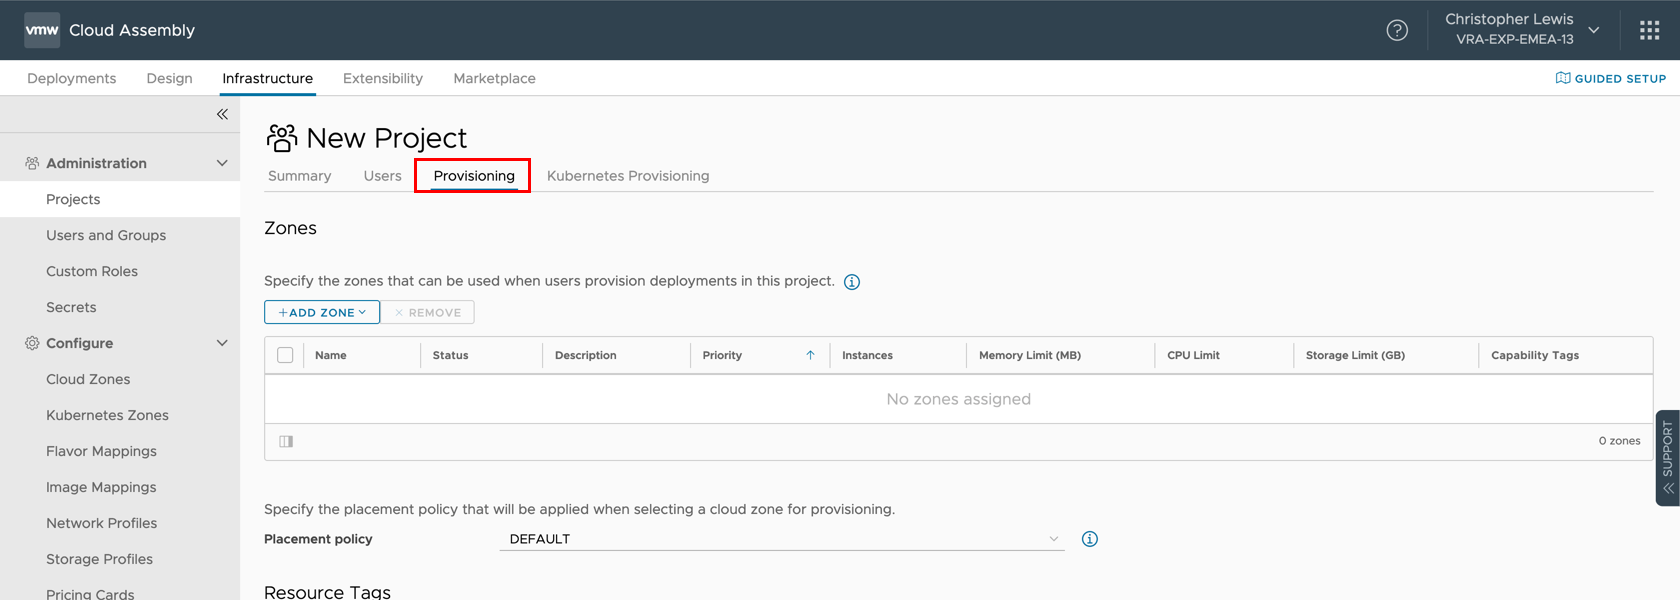 vmw Cloud Assembly
Christopher Lewis
VRA-EXP-EMEA-13
Deployments Design Infrastructure Extensibility Marketplace
GUIDED SETUP
Administration
Projects
Users and Groups
Custom Roles
Secrets
Configure
Cloud Zones
Kubernetes Zones
Flavor Mappings
Image Mappings
Network Profiles
Storage Profiles
Pricing Cards
New Project
Summary Users Provisioning Kubernetes Provisioning
Zones
Specify the zones that can be used when users provision deployments in this project.
+ADD ZONE × REMOVE
Name Status Description Priority Instances Memory Limit (MB) CPU Limit Storage Limit (GB) Capability Tags
No zones assigned
0 zones
Specify the placement policy that will be applied when selecting a cloud zone for provisioning.
Placement policy DEFAULT
Resource Tags
SUPPORT